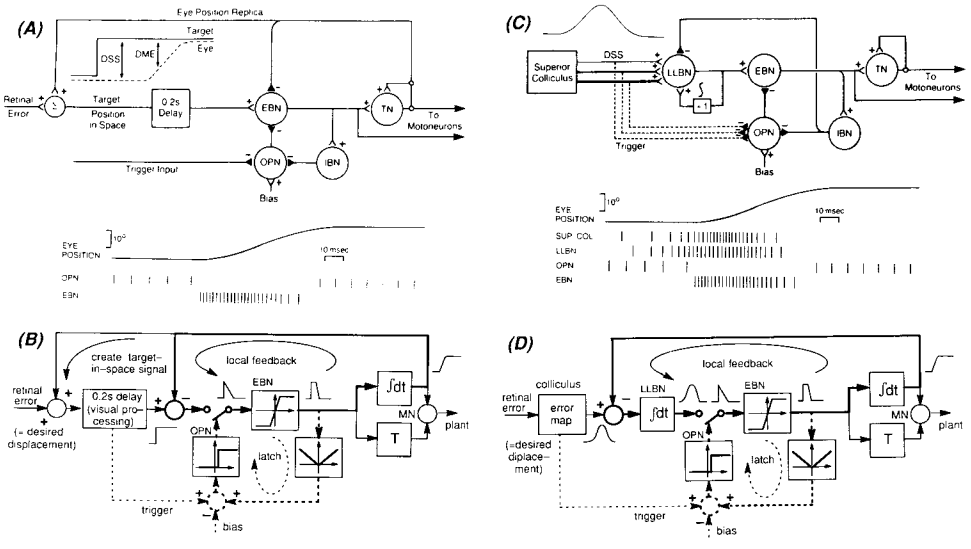 (A)
Eye Position Replica
Target
Eye
DSS
DME
Retinal
Error
+
+
Σ
Target
Position
in Space
0.2s
Delay
+
EBN
-
+
TN
+
To
Motoneurons
-
OPN
-
-
+
IBN
Trigger Input
+
Bias
EYE
POSITION
10°
10 msec
OPN
EBN
(B)
create target-
in-space signal
local feedback
retinal
error
+
+
(= desired
displacement)
0.2s delay
(visual pro-
cessing)
+
-
EBN
∫dt
MN
plant
T
OPN
latch
trigger
+
+
-
bias
(C)
Superior
Colliculus
DSS
+
+
+
LLBN
-
+
∫
- 1
+
EBN
-
+
TN
+
To
Motoneurons
-
OPN
-
+
IBN
Trigger
+
Bias
EYE
POSITION
10°
10 msec
SUP COL
LLBN
OPN
EBN
(D)
local feedback
retinal
error
colliculus
error
map
(=desired
diplace-
ment)
+
-
LLBN
∫dt
EBN
∫dt
MN
plant
T
OPN
latch
trigger
+
+
-
bias